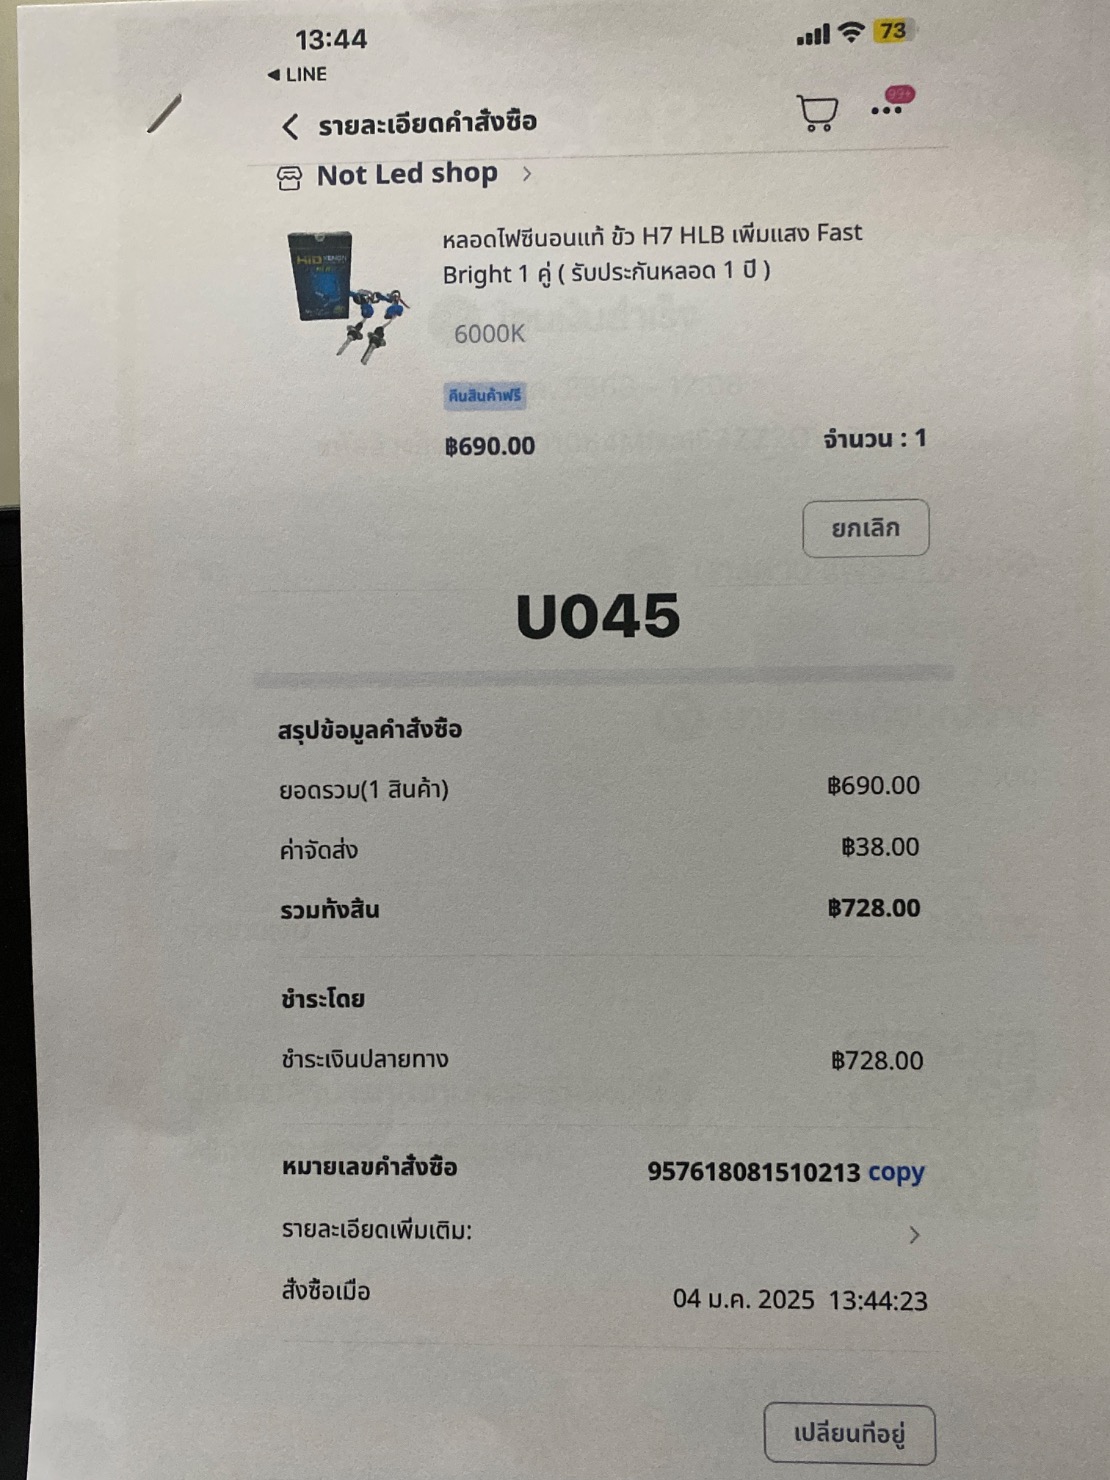 13:44
73
◄ LINE
99+
รายละเอียดคำสั่งซื้อ
Not Led shop
หลอดไฟซีนอนแท้ ขั้ว H7 HLB เพิ่มแสง Fast
Bright 1 คู่ ( รับประกันหลอด 1 ปี )
HID XENON
6000K
คืนสินค้าฟรี
฿690.00 จำนวน : 1
ยกเลิก
U045
สรุปข้อมูลคำสั่งซื้อ
ยอดรวม(1 สินค้า) ฿690.00
ค่าจัดส่ง ฿38.00
รวมทั้งสิ้น ฿728.00
ชำระโดย
ชำระเงินปลายทาง ฿728.00
หมายเลขคำสั่งซื้อ 957618081510213 copy
รายละเอียดเพิ่มเติม:
สั่งซื้อเมื่อ 04 ม.ค. 2025 13:44:23
เปลี่ยนที่อยู่